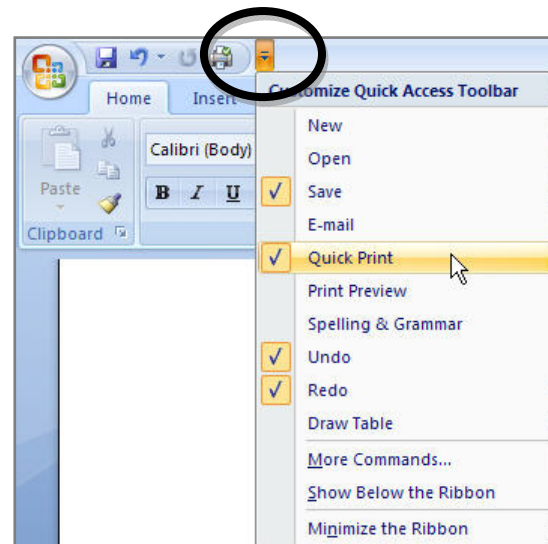 Customize Quick Access Toolbar
Home Insert
New
Calibri (Body)
Open
Paste
B I U
Save
E-mail
Clipboard
Quick Print
Print Preview
Spelling & Grammar
Undo
Redo
Draw Table
More Commands...
Show Below the Ribbon
Minimize the Ribbon